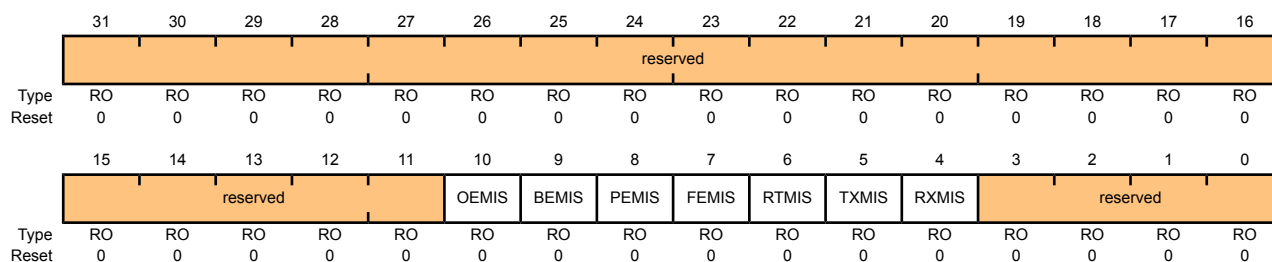 31 30 29 28 27 26 25 24 23 22 21 20 19 18 17 16
reserved
Type RO RO RO RO RO RO RO RO RO RO RO RO RO RO RO RO
Reset 0 0 0 0 0 0 0 0 0 0 0 0 0 0 0 0
15 14 13 12 11 10 9 8 7 6 5 4 3 2 1 0
reserved OEMIS BEMIS PEMIS FEMIS RTMIS TXMIS RXMIS reserved
Type RO RO RO RO RO RO RO RO RO RO RO RO RO RO RO RO
Reset 0 0 0 0 0 0 0 0 0 0 0 0 0 0 0 0